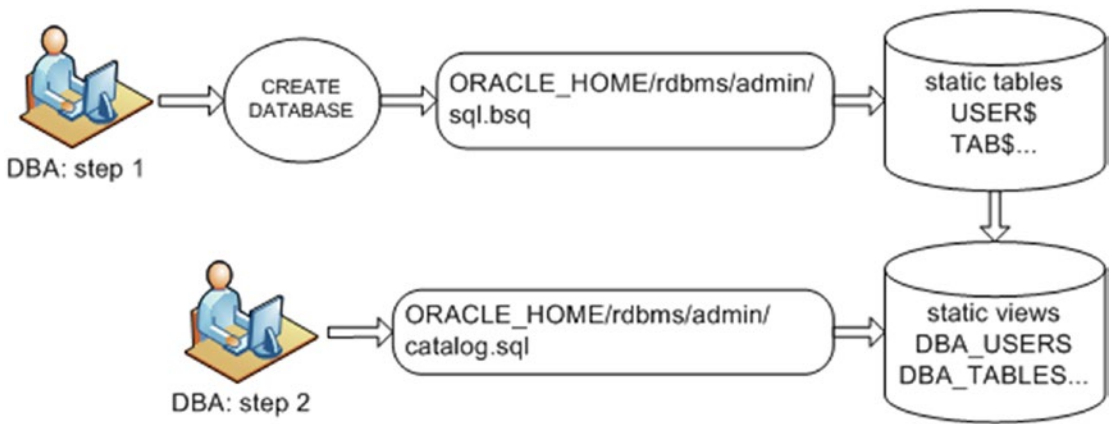 DBA: step 1
CREATE
DATABASE
ORACLE_HOME/rdbms/admin/
sql.bsq
static tables
USER$
TAB$...
DBA: step 2
ORACLE_HOME/rdbms/admin/
catalog.sql
static views
DBA_USERS
DBA_TABLES...